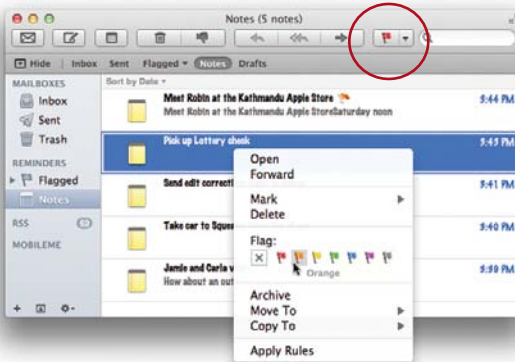 Notes (5 notes)
Hide Inbox Sent Flagged Notes Drafts
Sort by Date
MAILBOXES
Inbox
Sent
Trash
REMINDERS
Flagged
Notes
RSS
MOBILEME
Meet Robin at the Kathmandu Apple Store 5:44 PM
Meet Robin at the Kathmandu Apple StoreSaturday noon
Pick up Lottery check 5:43 PM
Send edit correcti 5:41 PM
Take car to Sque 5:40 PM
Jamie and Carla v 5:39 PM
How about an out
Open
Forward
Mark
Delete
Flag:
Orange
Archive
Move To
Copy To
Apply Rules